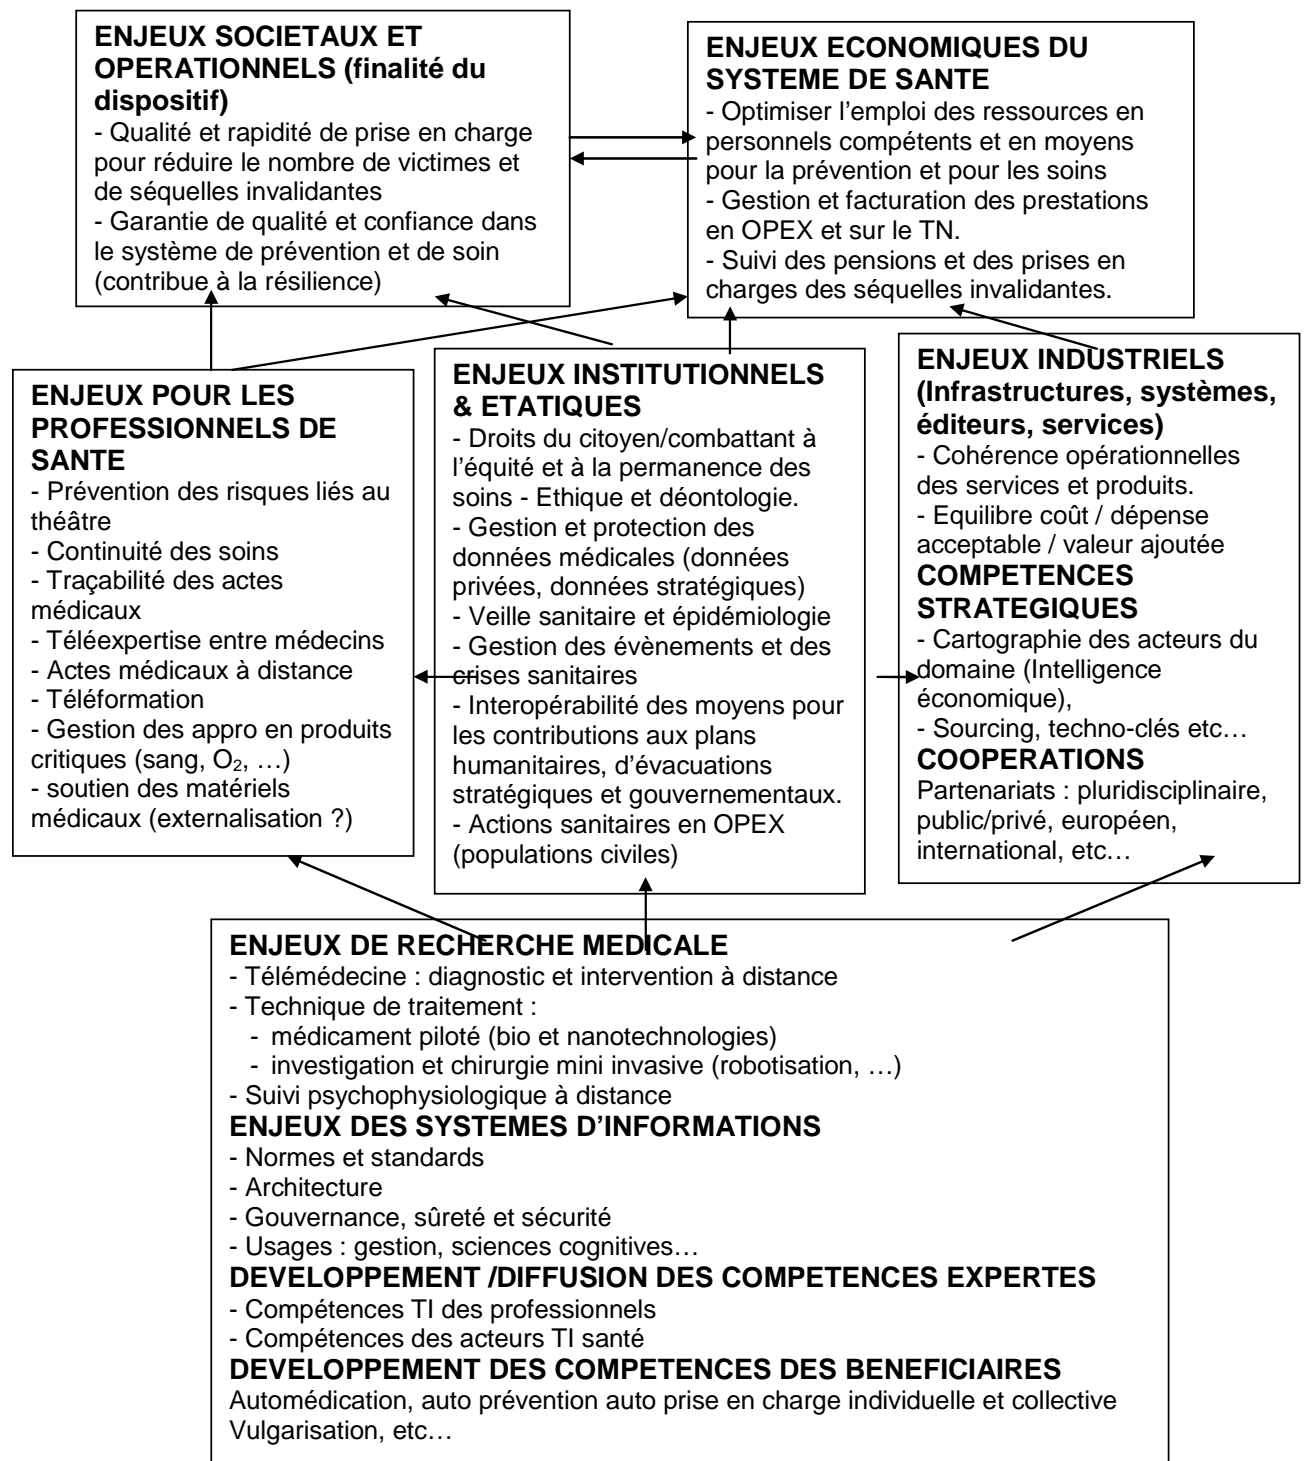 ENJEUX SOCIETAUX ET
OPERATIONNELS (finalité du
dispositif)
- Qualité et rapidité de prise en charge
pour réduire le nombre de victimes et
de séquelles invalidantes
- Garantie de qualité et confiance dans
le système de prévention et de soin
(contribue à la résilience)
ENJEUX ECONOMIQUES DU
SYSTEME DE SANTE
- Optimiser l’emploi des ressources en
personnels compétents et en moyens
pour la prévention et pour les soins
- Gestion et facturation des prestations
en OPEX et sur le TN.
- Suivi des pensions et des prises en
charges des séquelles invalidantes.
ENJEUX POUR LES
PROFESSIONNELS DE
SANTE
- Prévention des risques liés au
théâtre
- Continuité des soins
- Traçabilité des actes
médicaux
- Téléexpertise entre médecins
- Actes médicaux à distance
- Téléformation
- Gestion des appro en produits
critiques (sang, O₂, …)
- soutien des matériels
médicaux (externalisation ?)
ENJEUX INSTITUTIONNELS
& ETATIQUES
- Droits du citoyen/combattant à
l’équité et à la permanence des
soins - Ethique et déontologie.
- Gestion et protection des
données médicales (données
privées, données stratégiques)
- Veille sanitaire et épidémiologie
- Gestion des évènements et des
crises sanitaires
- Interopérabilité des moyens pour
les contributions aux plans
humanitaires, d’évacuations
stratégiques et gouvernementaux.
- Actions sanitaires en OPEX
(populations civiles)
ENJEUX INDUSTRIELS
(Infrastructures, systèmes,
éditeurs, services)
- Cohérence opérationnelles
des services et produits.
- Equilibre coût / dépense
acceptable / valeur ajoutée
COMPETENCES
STRATEGIQUES
- Cartographie des acteurs du
domaine (Intelligence
économique),
- Sourcing, techno-clés etc…
COOPERATIONS
Partenariats : pluridisciplinaire,
public/privé, européen,
international, etc…
ENJEUX DE RECHERCHE MEDICALE
- Télémédecine : diagnostic et intervention à distance
- Technique de traitement :
- médicament piloté (bio et nanotechnologies)
- investigation et chirurgie mini invasive (robotisation, …)
- Suivi psychophysiologique à distance
ENJEUX DES SYSTEMES D’INFORMATIONS
- Normes et standards
- Architecture
- Gouvernance, sûreté et sécurité
- Usages : gestion, sciences cognitives…
DEVELOPPEMENT /DIFFUSION DES COMPETENCES EXPERTES
- Compétences TI des professionnels
- Compétences des acteurs TI santé
DEVELOPPEMENT DES COMPETENCES DES BENEFICIAIRES
Automédication, auto prévention auto prise en charge individuelle et collective
Vulgarisation, etc…